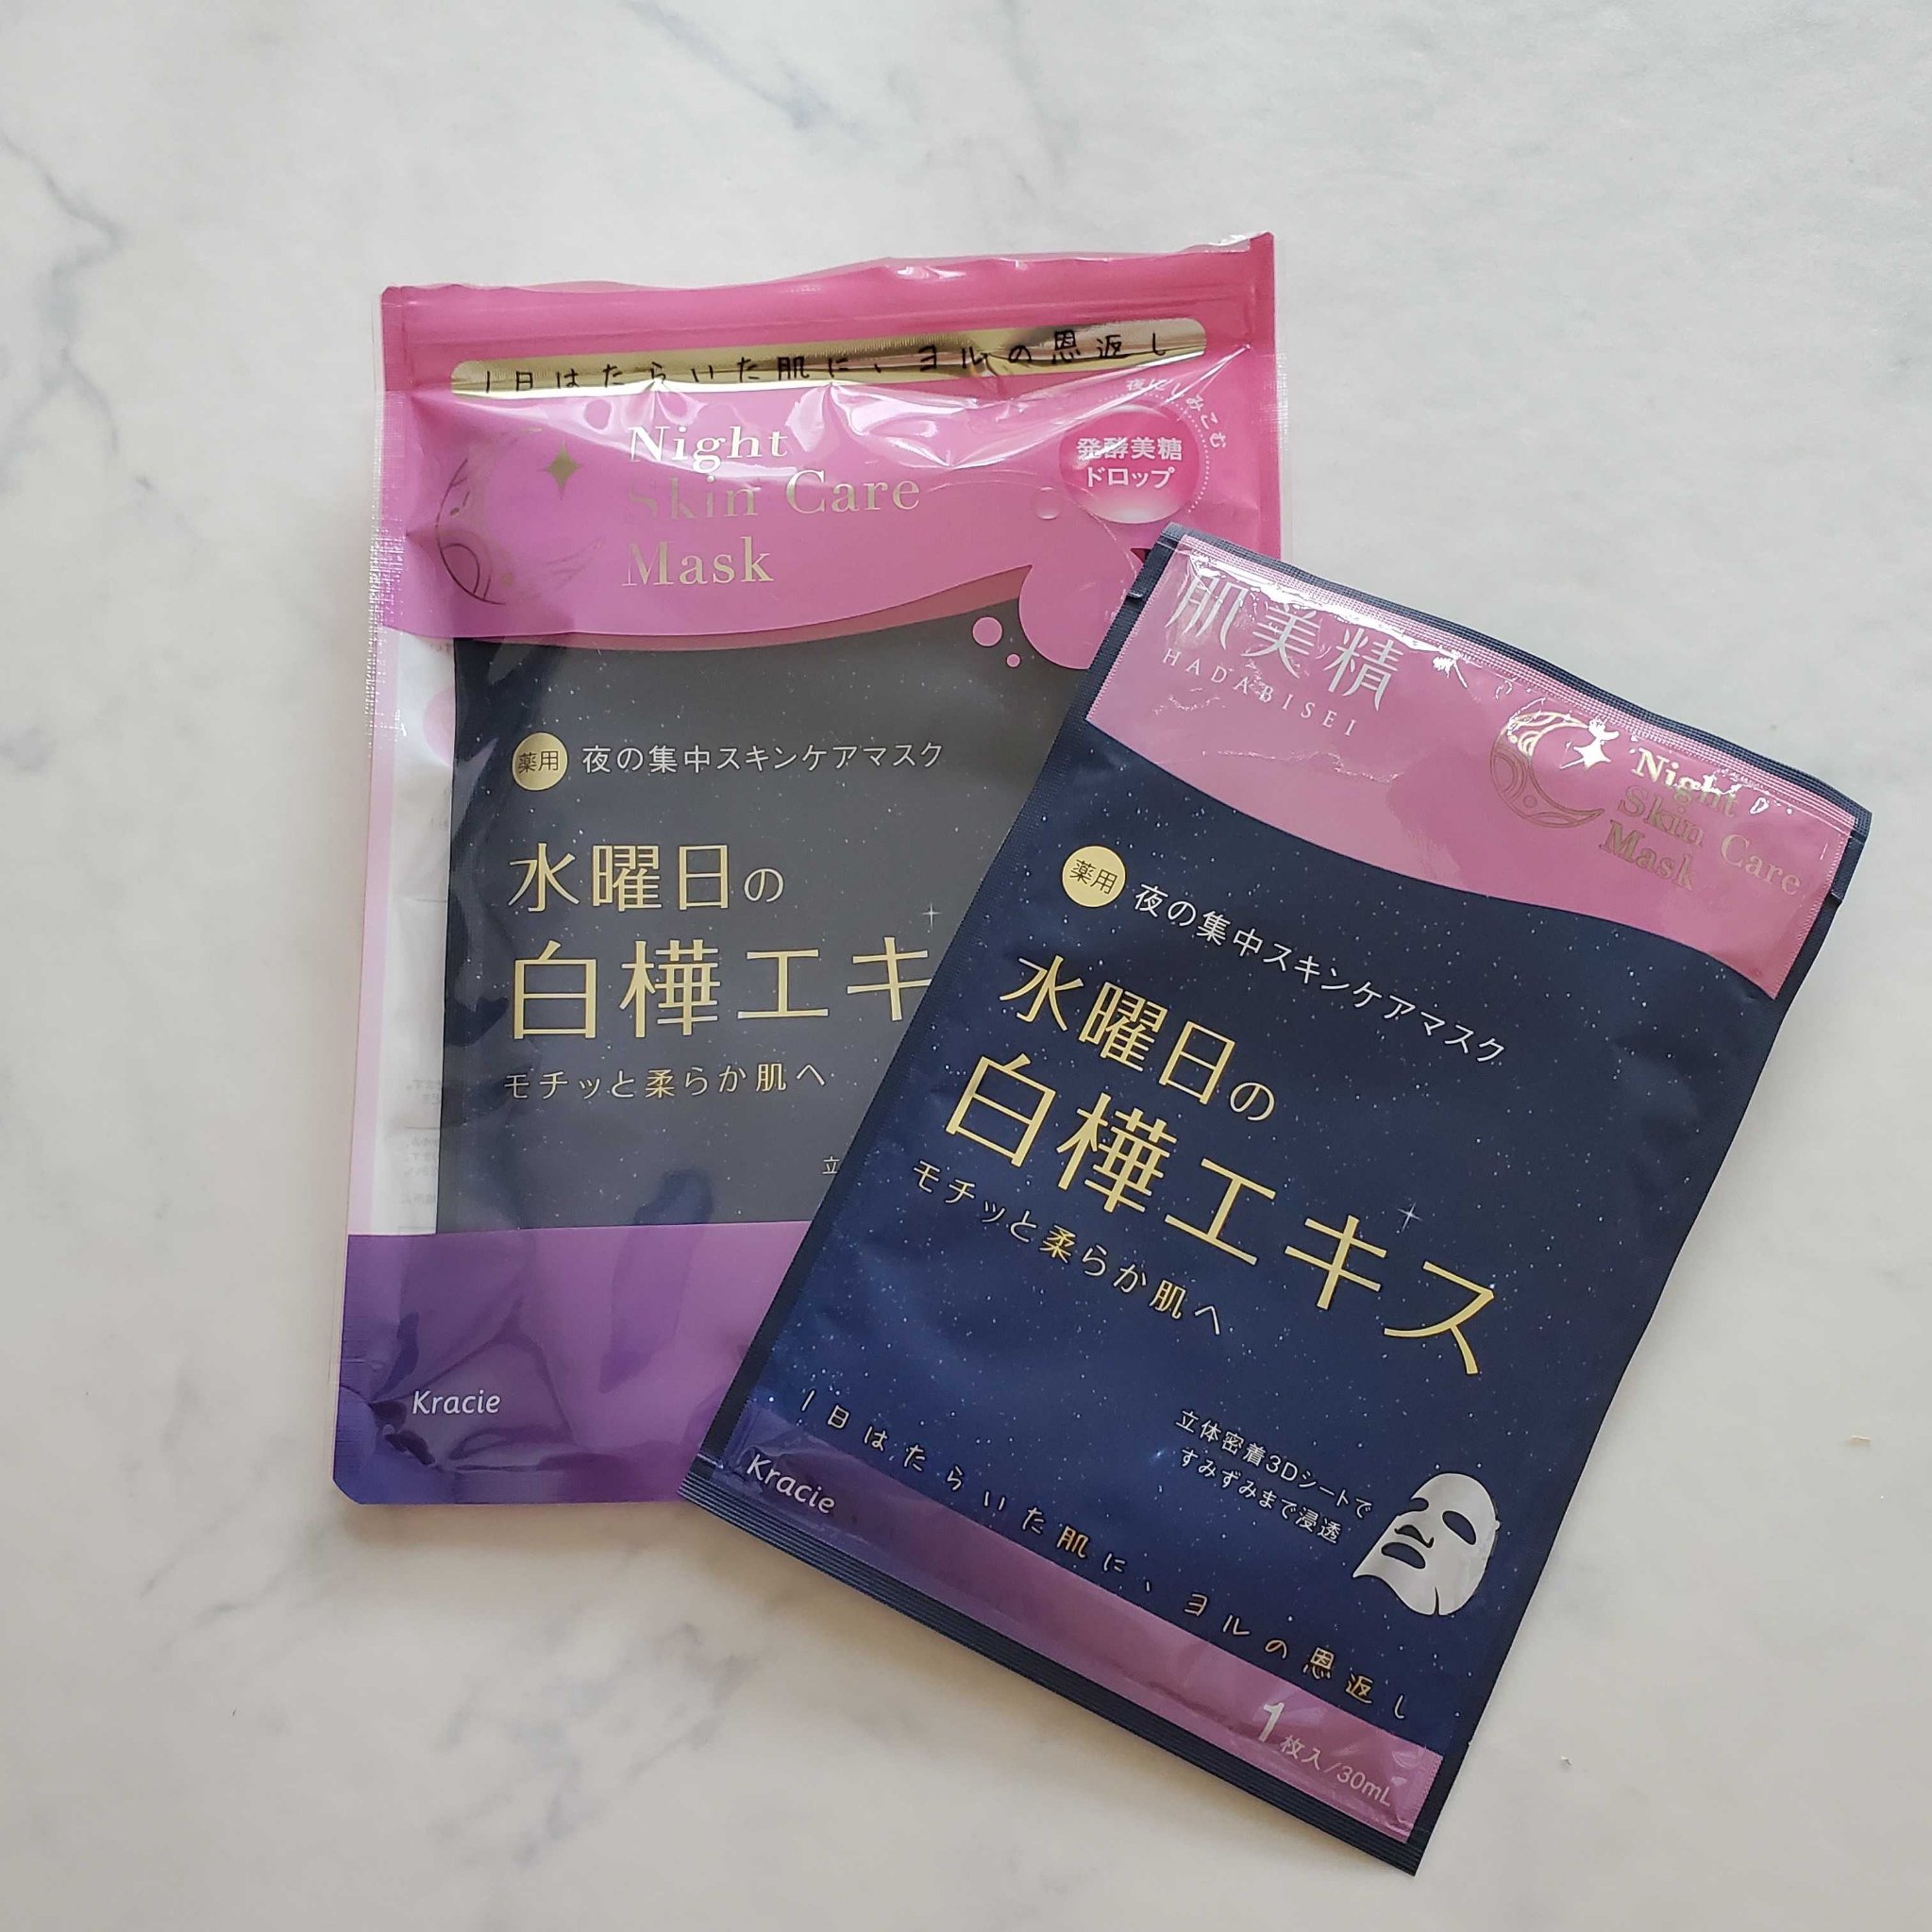 1日はたらいた肌に、ヨルの恩返し
Night
Skin Care
Mask
夜にしみこむ
発酵美糖
ドロップ
薬用 夜の集中スキンケアマスク
水曜日の
白樺エキ
モチッと柔らか肌へ
立
Kracie
肌美精
HADABISEI
Night
Skin Care
Mask
薬用 夜の集中スキンケアマスク
水曜日の
白樺エキス
モチッと柔らか肌へ
立体密着3Dシートで
すみずみまで浸透
1日はたらいた肌に、ヨルの恩返し
Kracie
1枚入/30mL